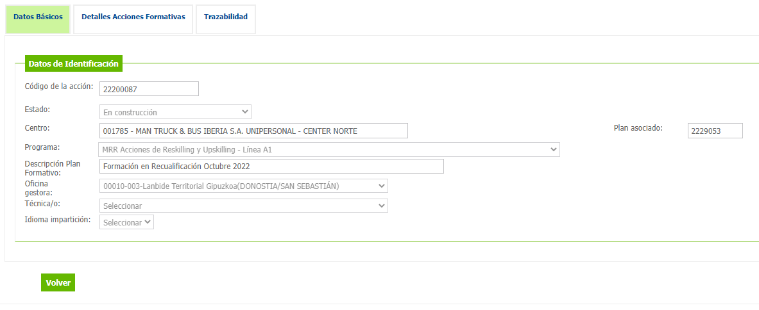 Datos Básicos Detalles Acciones Formativas Trazabilidad
Datos de Identificación
Código de la acción: 22200087
Estado: En construcción
Centro: 001785 - MAN TRUCK & BUS IBERIA S.A. UNIPERSONAL - CENTER NORTE Plan asociado: 2229053
Programa: MRR Acciones de Reskilling y Upskilling - Línea A1
Descripción Plan
Formativo: Formación en Recualificación Octubre 2022
Oficina
gestora: 00010-003-Lanbide Territorial Gipuzkoa(DONOSTIA/SAN SEBASTIÁN)
Técnica/o: Seleccionar
Idioma impartición: Seleccionar
Volver